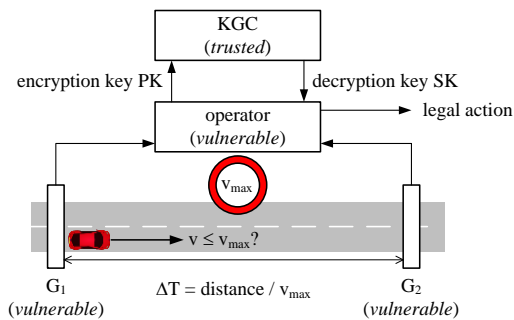 KGC
(trusted)
encryption key PK
decryption key SK
operator
(vulnerable)
legal action
vmax
v ≤ vmax?
G1
(vulnerable)
ΔT = distance / vmax
G2
(vulnerable)